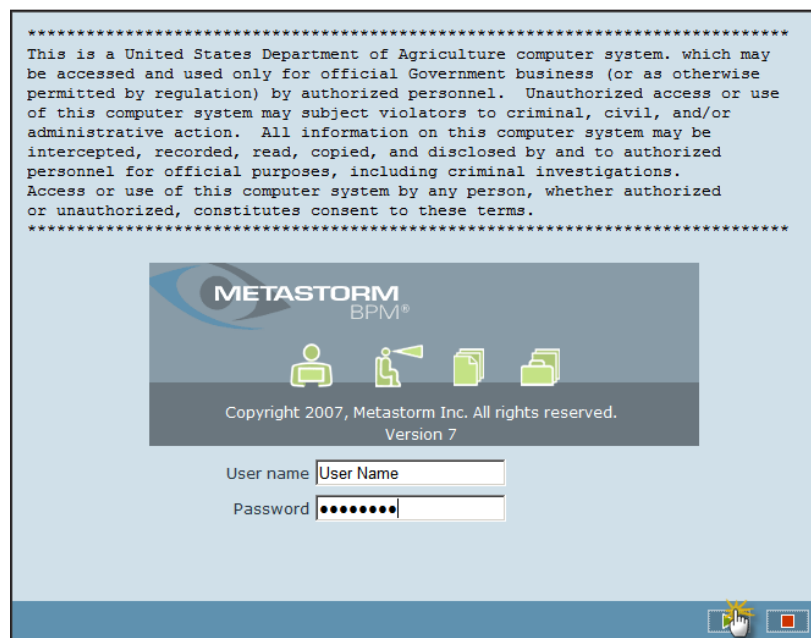 ******************************************************************************
This is a United States Department of Agriculture computer system. which may
be accessed and used only for official Government business (or as otherwise
permitted by regulation) by authorized personnel.  Unauthorized access or use
of this computer system may subject violators to criminal, civil, and/or
administrative action.  All information on this computer system may be
intercepted, recorded, read, copied, and disclosed by and to authorized
personnel for official purposes, including criminal investigations.
Access or use of this computer system by any person, whether authorized
or unauthorized, constitutes consent to these terms.
******************************************************************************
METASTORM
BPM®
Copyright 2007, Metastorm Inc. All rights reserved.
Version 7
User name User Name
Password ●●●●●●●●